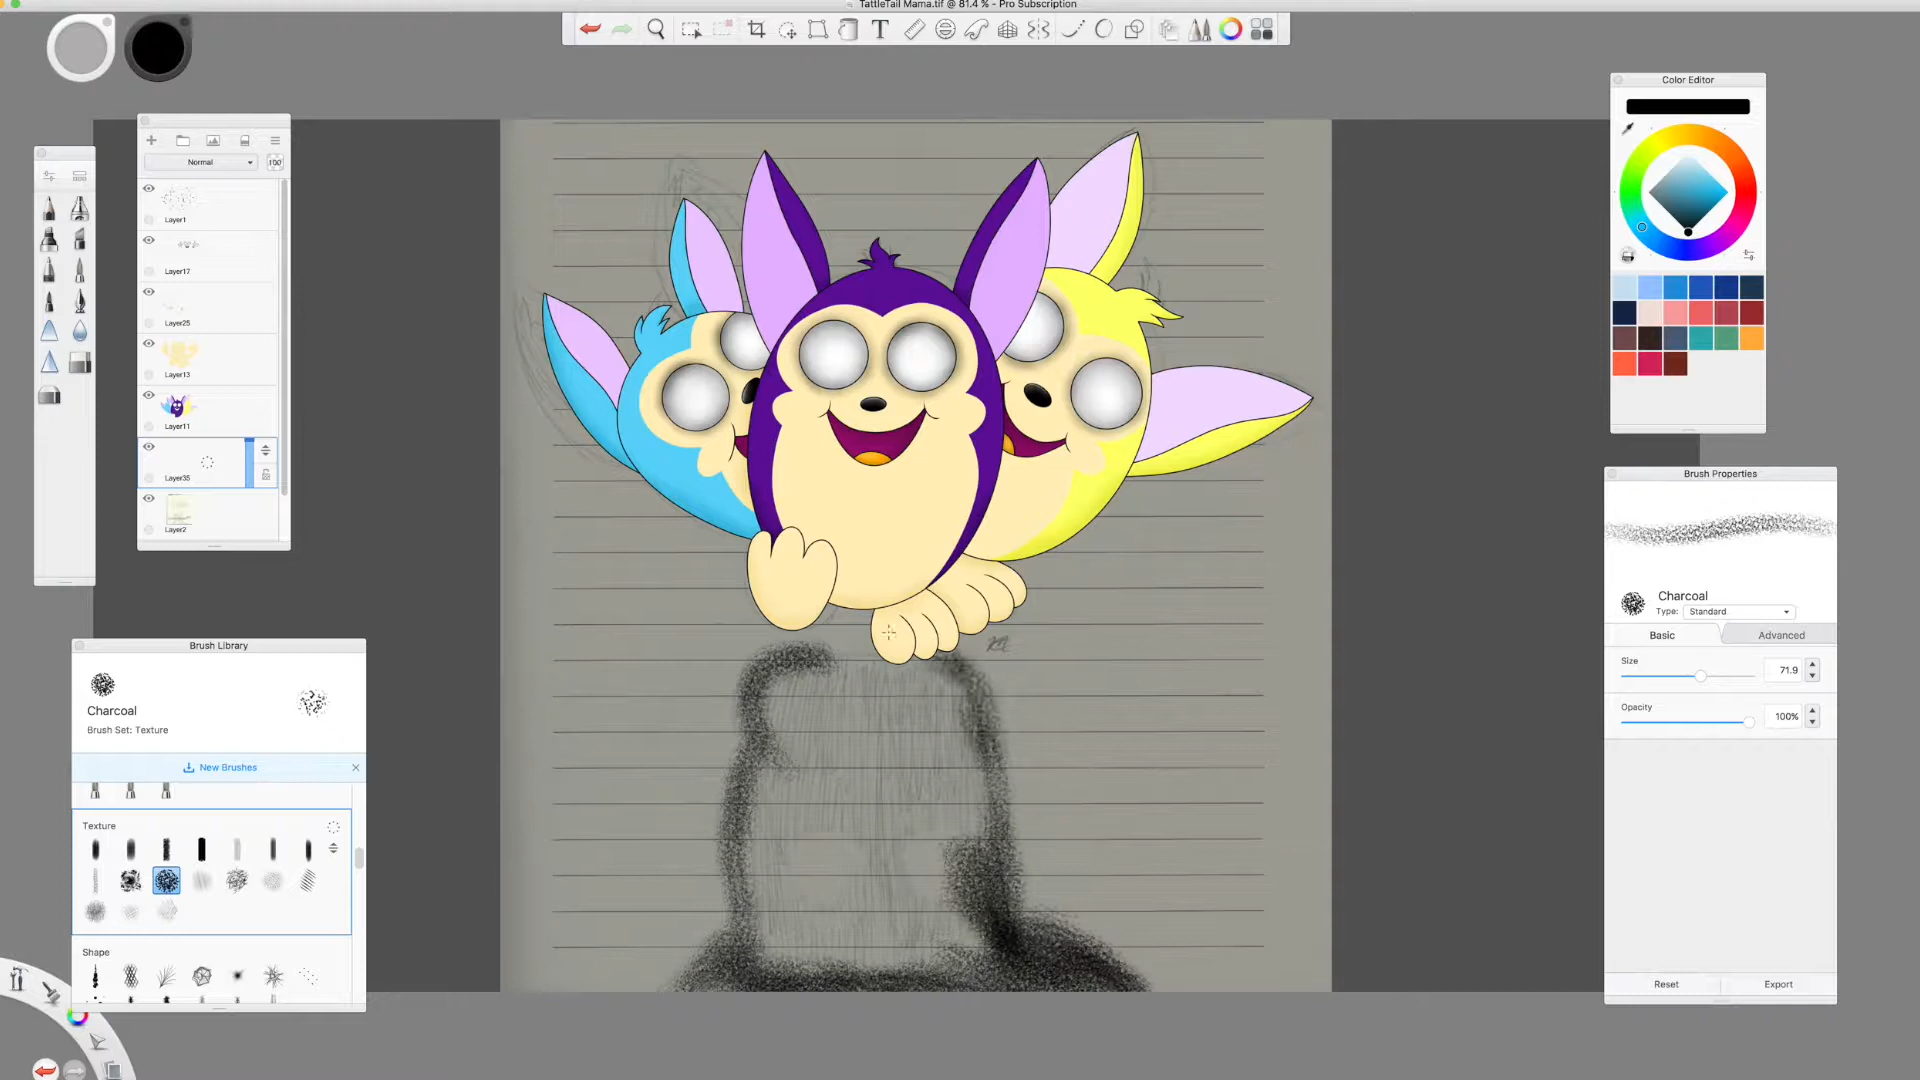 TattleTail Mama.tif @ 81.4 % - Pro Subscription
T
Normal
100
Layer1
Layer17
Layer25
Layer13
Layer11
Layer35
Layer2
Color Editor
Brush Properties
Charcoal
Type: Standard
Basic
Advanced
Size
71.9
Opacity
100%
Reset
Export
Brush Library
Charcoal
Brush Set: Texture
New Brushes
Texture
Shape